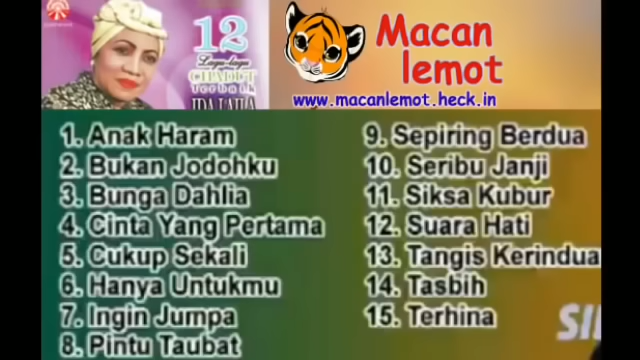 12
Lagu-lagu
CIPADUT
Terbaik
IDA LAILA
Macan
lemot
www.macanlemot.heck.in
1. Anak Haram
2. Bukan Jodohku
3. Bunga Dahlia
4. Cinta Yang Pertama
5. Cukup Sekali
6. Hanya Untukmu
7. Ingin Jumpa
8. Pintu Taubat
9. Sepiring Berdua
10. Seribu Janji
11. Siksa Kubur
12. Suara Hati
13. Tangis Kerindua
14. Tasbih
15. Terhina